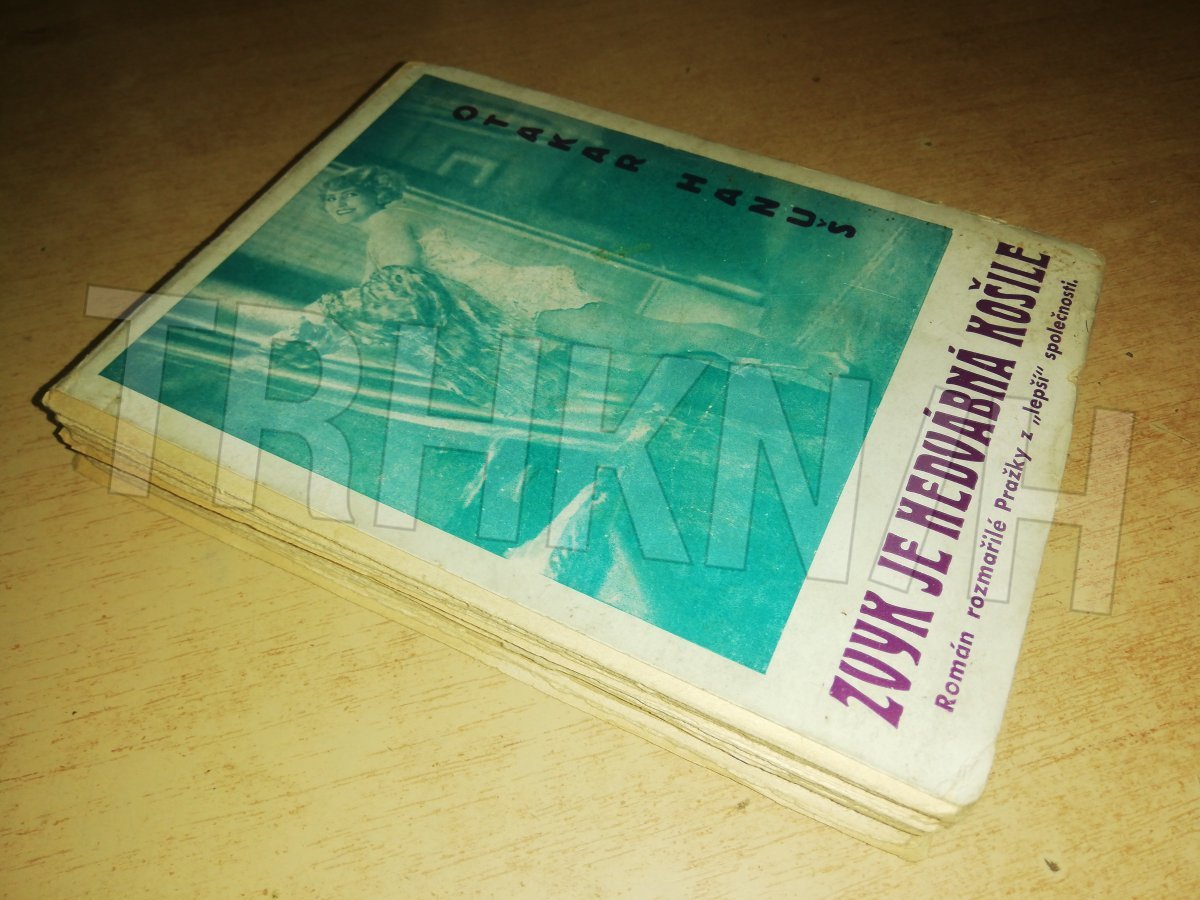 OTAKAR HANUŠ
ZVYK JE HEDVÁBNÁ KOŠILE
Román rozmařilé Pražky z „lepší“ společnosti.
TRHKNIH